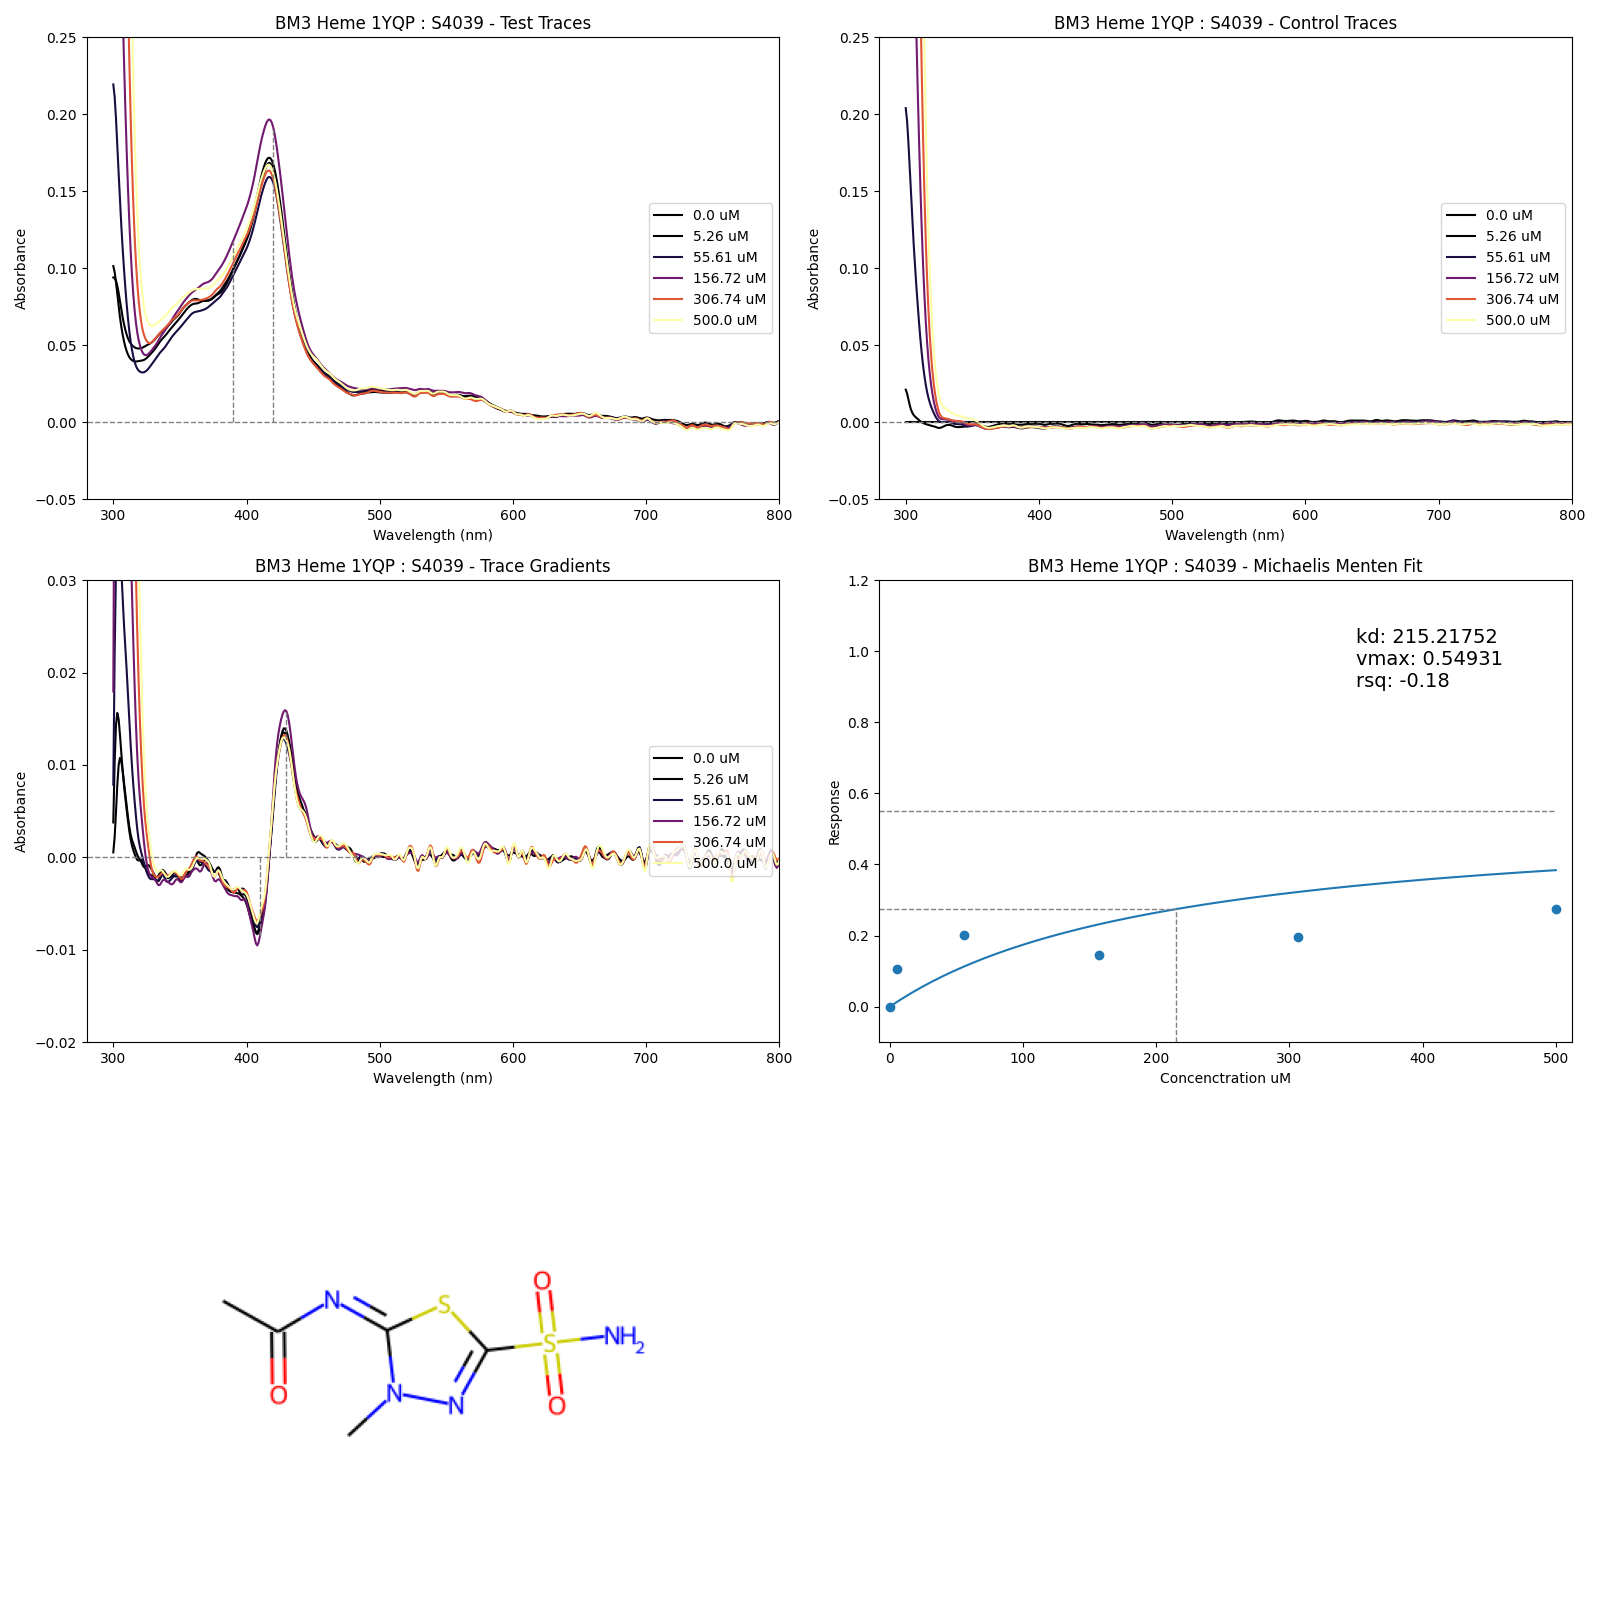 BM3 Heme 1YQP : S4039 - Test Traces
0.25
0.20
0.15
0.10
0.05
0.00
−0.05
Absorbance
300 400 500 600 700 800
Wavelength (nm)
0.0 uM
5.26 uM
55.61 uM
156.72 uM
306.74 uM
500.0 uM
BM3 Heme 1YQP : S4039 - Control Traces
0.25
0.20
0.15
0.10
0.05
0.00
−0.05
Absorbance
300 400 500 600 700 800
Wavelength (nm)
0.0 uM
5.26 uM
55.61 uM
156.72 uM
306.74 uM
500.0 uM
BM3 Heme 1YQP : S4039 - Trace Gradients
0.03
0.02
0.01
0.00
−0.01
−0.02
Absorbance
300 400 500 600 700 800
Wavelength (nm)
0.0 uM
5.26 uM
55.61 uM
156.72 uM
306.74 uM
500.0 uM
BM3 Heme 1YQP : S4039 - Michaelis Menten Fit
1.2
1.0
0.8
0.6
0.4
0.2
0.0
Response
0 100 200 300 400 500
Concenctration uM
kd: 215.21752
vmax: 0.54931
rsq: -0.18
O
N S
S NH2
O N N O